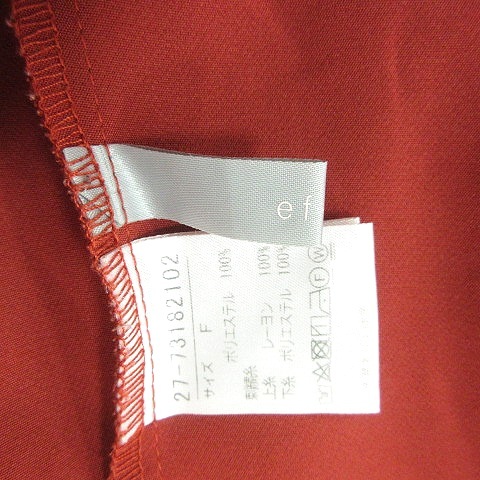 ef
27-73182102
サイズ F
ポリエステル 100%
刺繍糸
上糸 レーヨン 100%
下糸 ポリエステル 100%